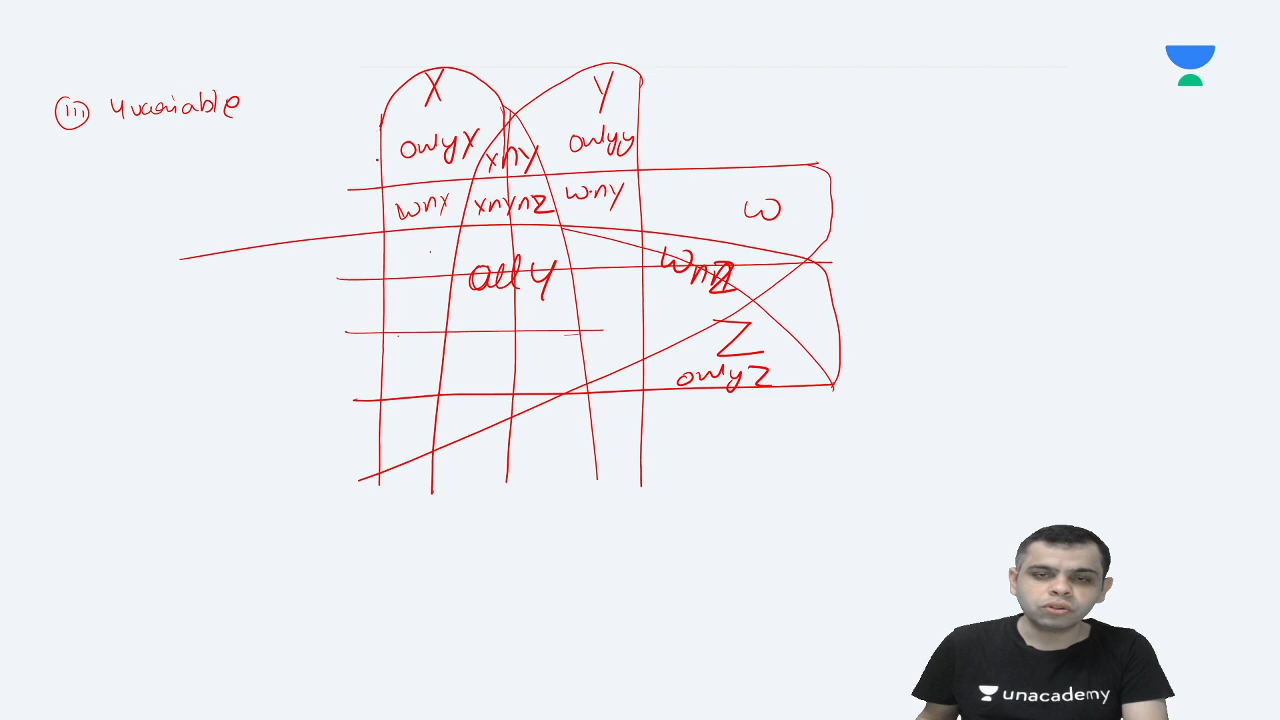 (iii) 4 variable
X
Y
only X
X∩Y
only y
W∩X
X∩Y∩Z
W∩Y
W
all 4
W∩Z
Z
only Z
unacademy